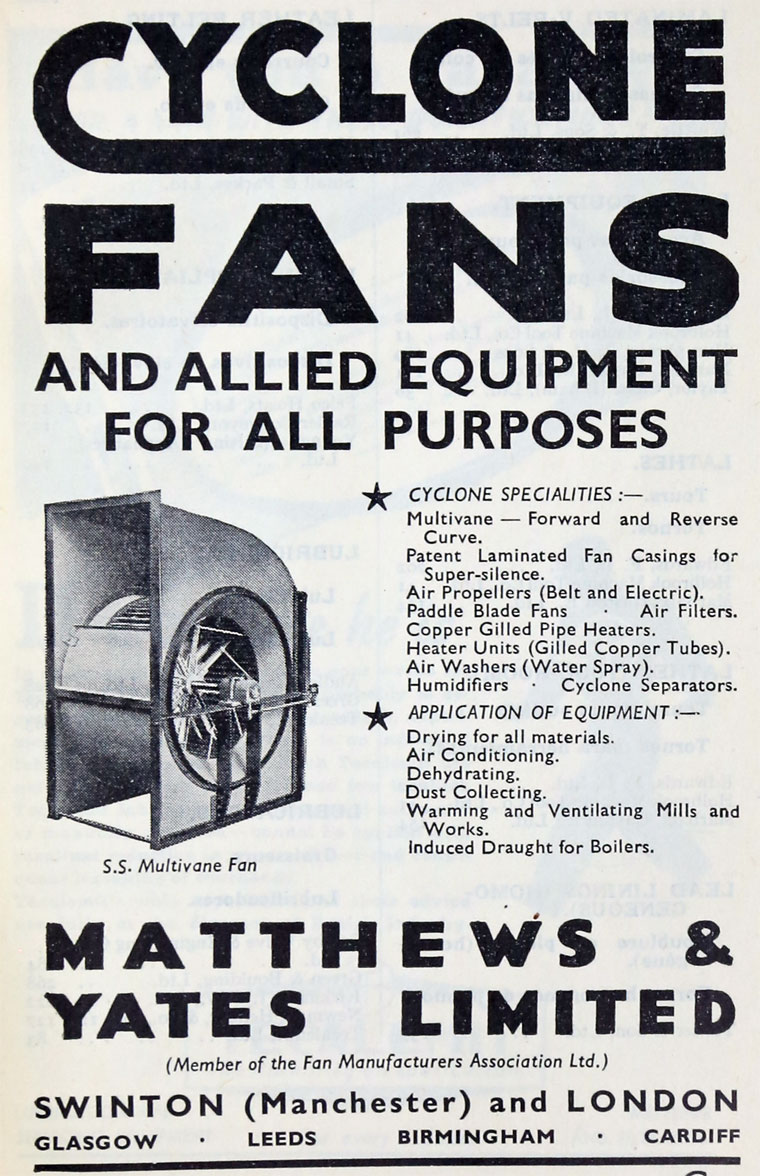 CYCLONE
FANS
AND ALLIED EQUIPMENT
FOR ALL PURPOSES
★ CYCLONE SPECIALITIES :—
Multivane — Forward and Reverse
Curve.
Patent Laminated Fan Casings for
Super-silence.
Air Propellers (Belt and Electric).
Paddle Blade Fans Air Filters.
Copper Gilled Pipe Heaters.
Heater Units (Gilled Copper Tubes).
Air Washers (Water Spray).
Humidifiers Cyclone Separators.
★ APPLICATION OF EQUIPMENT :—
Drying for all materials.
Air Conditioning.
Dehydrating.
Dust Collecting.
Warming and Ventilating Mills and
Works.
Induced Draught for Boilers.
S.S. Multivane Fan
MATTHEWS &
YATES LIMITED
(Member of the Fan Manufacturers Association Ltd.)
SWINTON (Manchester) and LONDON
GLASGOW · LEEDS BIRMINGHAM · CARDIFF